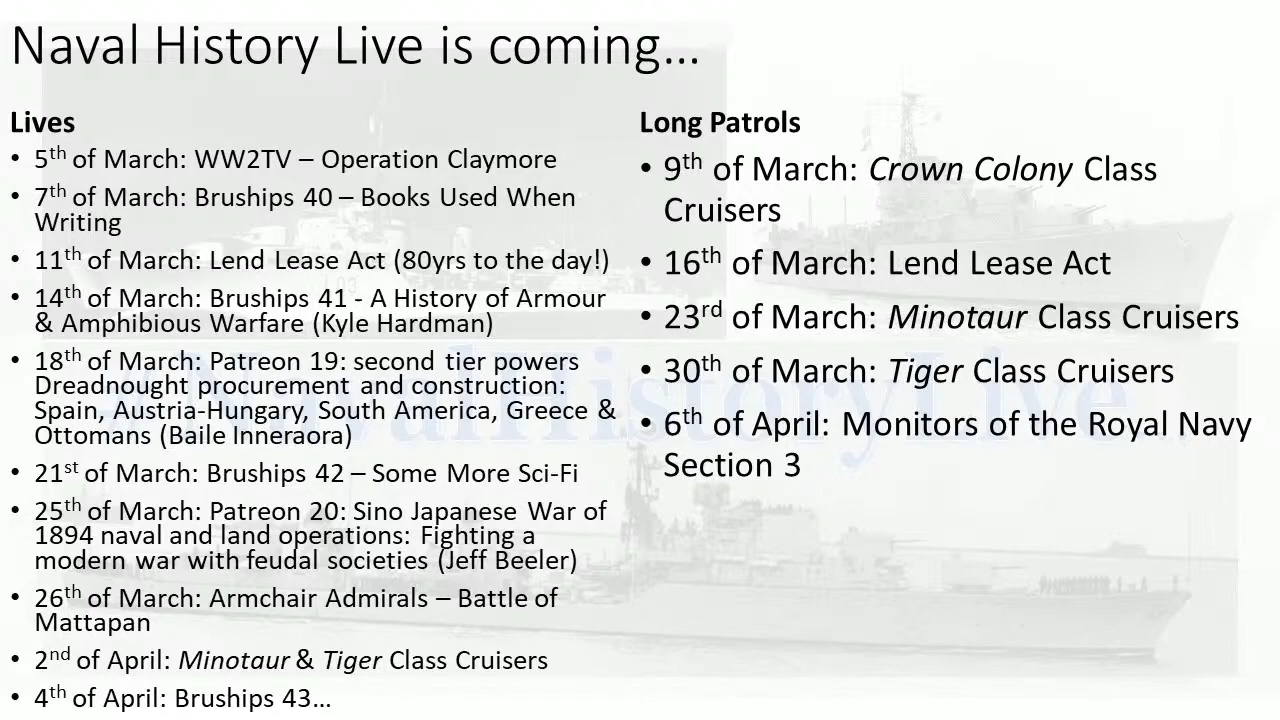 Naval History Live is coming...
Lives
• 5th of March: WW2TV – Operation Claymore
• 7th of March: Bruships 40 – Books Used When
Writing
• 11th of March: Lend Lease Act (80yrs to the day!)
• 14th of March: Bruships 41 - A History of Armour
& Amphibious Warfare (Kyle Hardman)
• 18th of March: Patreon 19: second tier powers
Dreadnought procurement and construction:
Spain, Austria-Hungary, South America, Greece &
Ottomans (Baile Inneraora)
• 21st of March: Bruships 42 – Some More Sci-Fi
• 25th of March: Patreon 20: Sino Japanese War of
1894 naval and land operations: Fighting a
modern war with feudal societies (Jeff Beeler)
• 26th of March: Armchair Admirals – Battle of
Mattapan
• 2nd of April: Minotaur & Tiger Class Cruisers
• 4th of April: Bruships 43...
Long Patrols
• 9th of March: Crown Colony Class
Cruisers
• 16th of March: Lend Lease Act
• 23rd of March: Minotaur Class Cruisers
• 30th of March: Tiger Class Cruisers
• 6th of April: Monitors of the Royal Navy
Section 3
#NavalHistoryLive